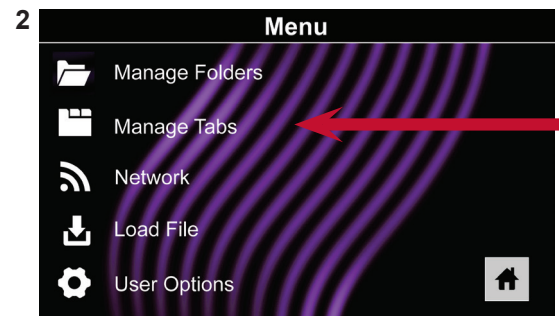 2
Menu
Manage Folders
Manage Tabs
Network
Load File
User Options